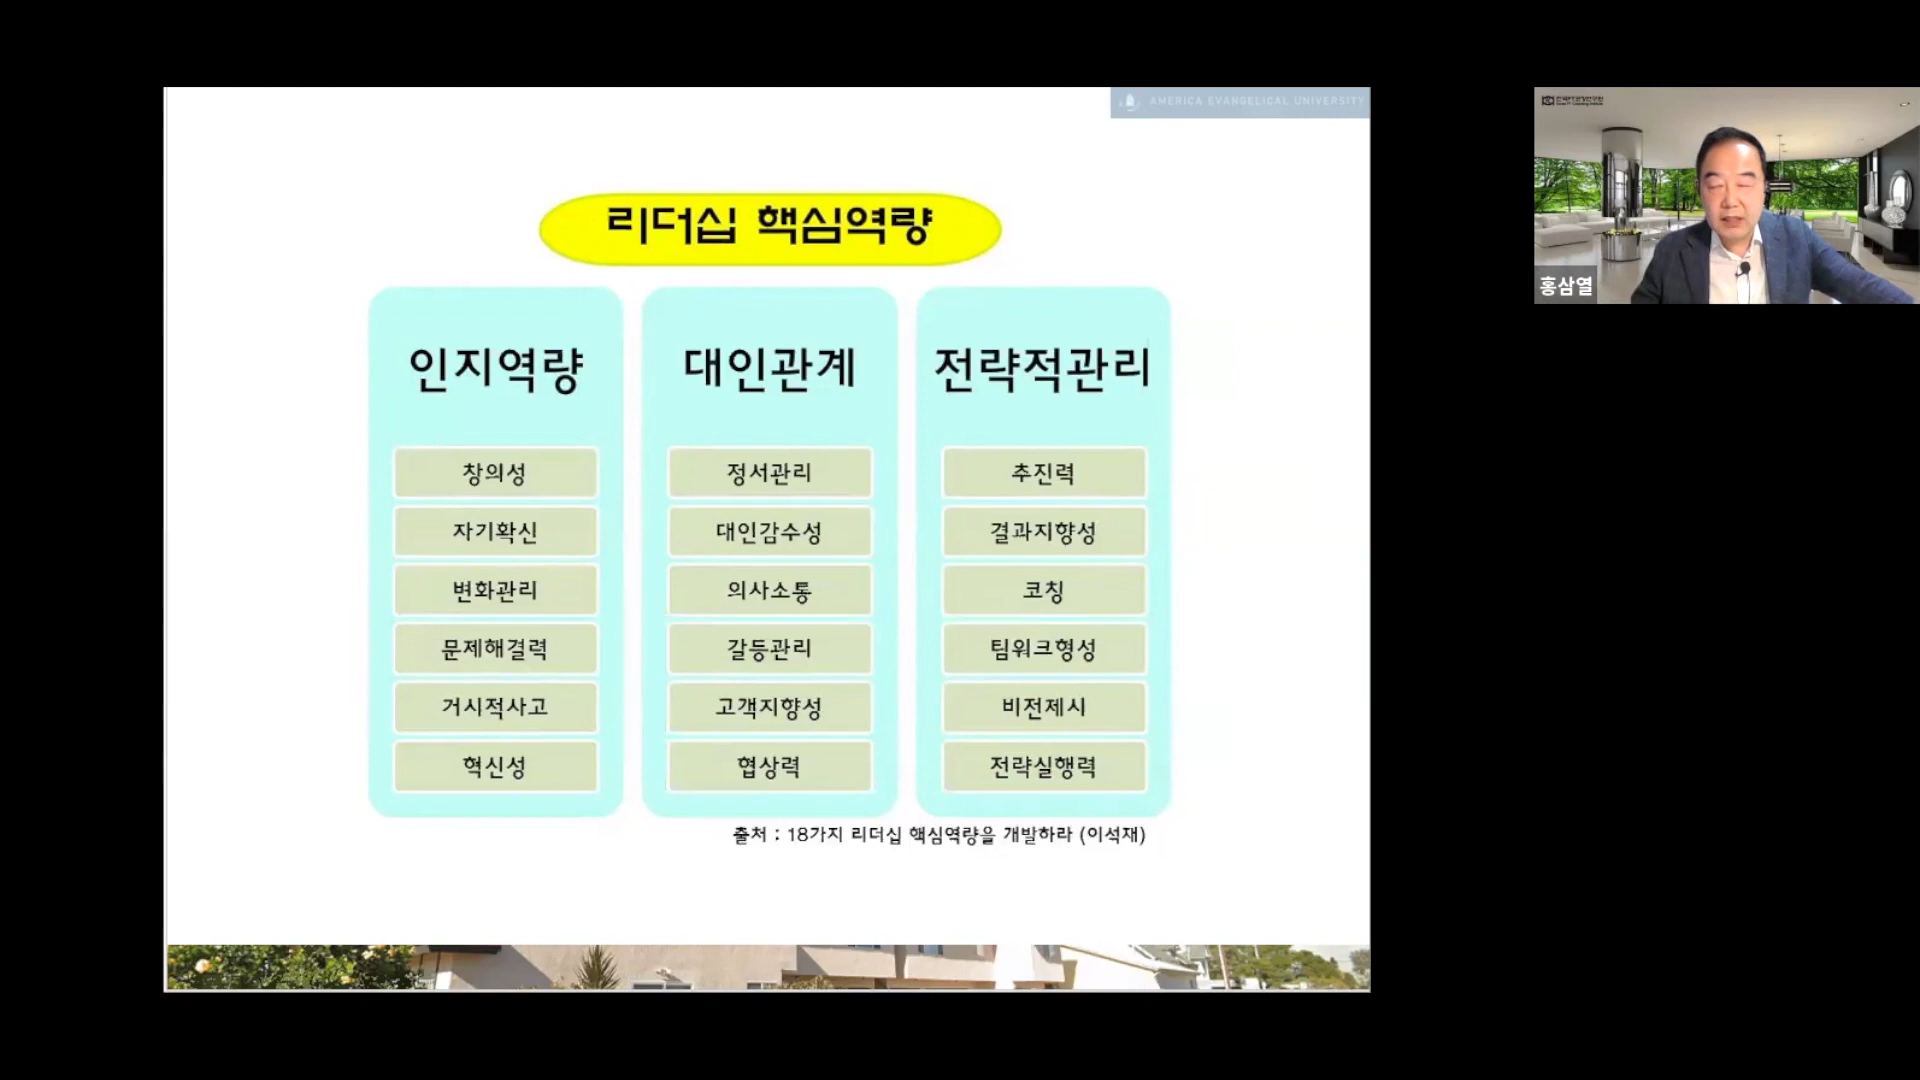 AMERICA EVANGELICAL UNIVERSITY
리더십 핵심역량
인지역량
창의성
자기확신
변화관리
문제해결력
거시적사고
혁신성
대인관계
정서관리
대인감수성
의사소통
갈등관리
고객지향성
협상력
전략적관리
추진력
결과지향성
코칭
팀워크형성
비전제시
전략실행력
출처 : 18가지 리더십 핵심역량을 개발하라 (이석재)
홍삼열